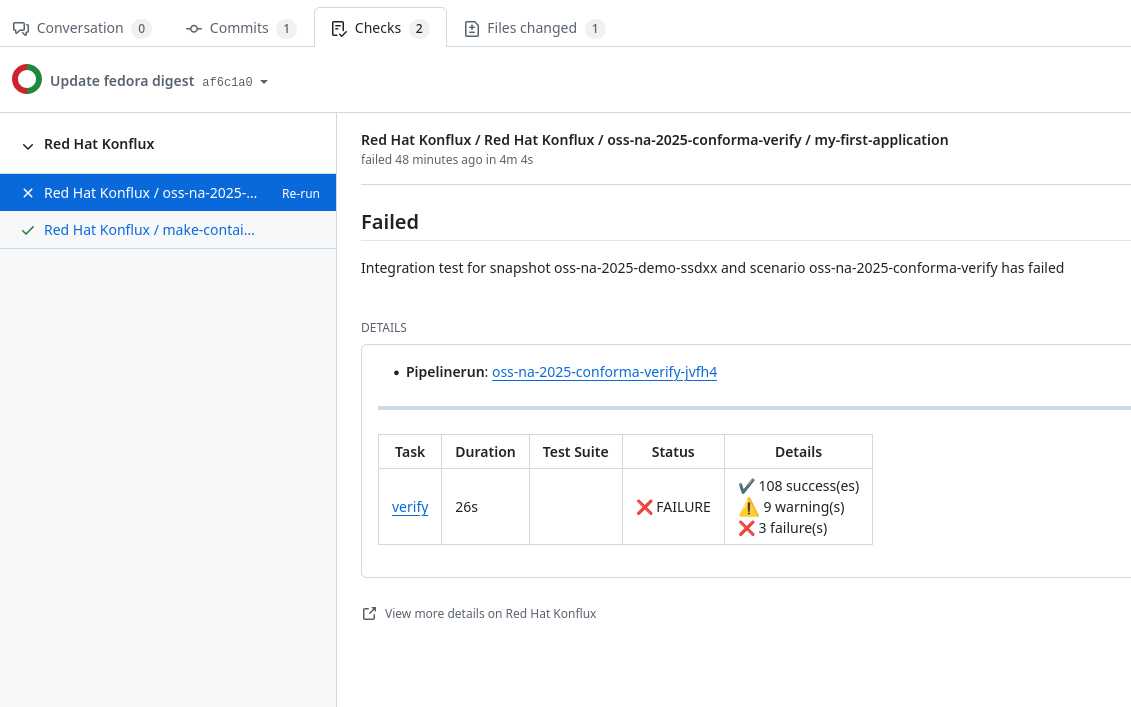 Conversation 0 Commits 1 Checks 2 Files changed 1
Update fedora digest af6c1a0
Red Hat Konflux
Red Hat Konflux / oss-na-2025-... Re-run
Red Hat Konflux / make-contai...
Red Hat Konflux / Red Hat Konflux / oss-na-2025-conforma-verify / my-first-application
failed 48 minutes ago in 4m 4s
Failed
Integration test for snapshot oss-na-2025-demo-ssdxx and scenario oss-na-2025-conforma-verify has failed
DETAILS
• Pipelinerun: oss-na-2025-conforma-verify-jvfh4
Task Duration Test Suite Status Details
verify 26s ❌ FAILURE ✔️ 108 success(es)
⚠️ 9 warning(s)
❌ 3 failure(s)
View more details on Red Hat Konflux